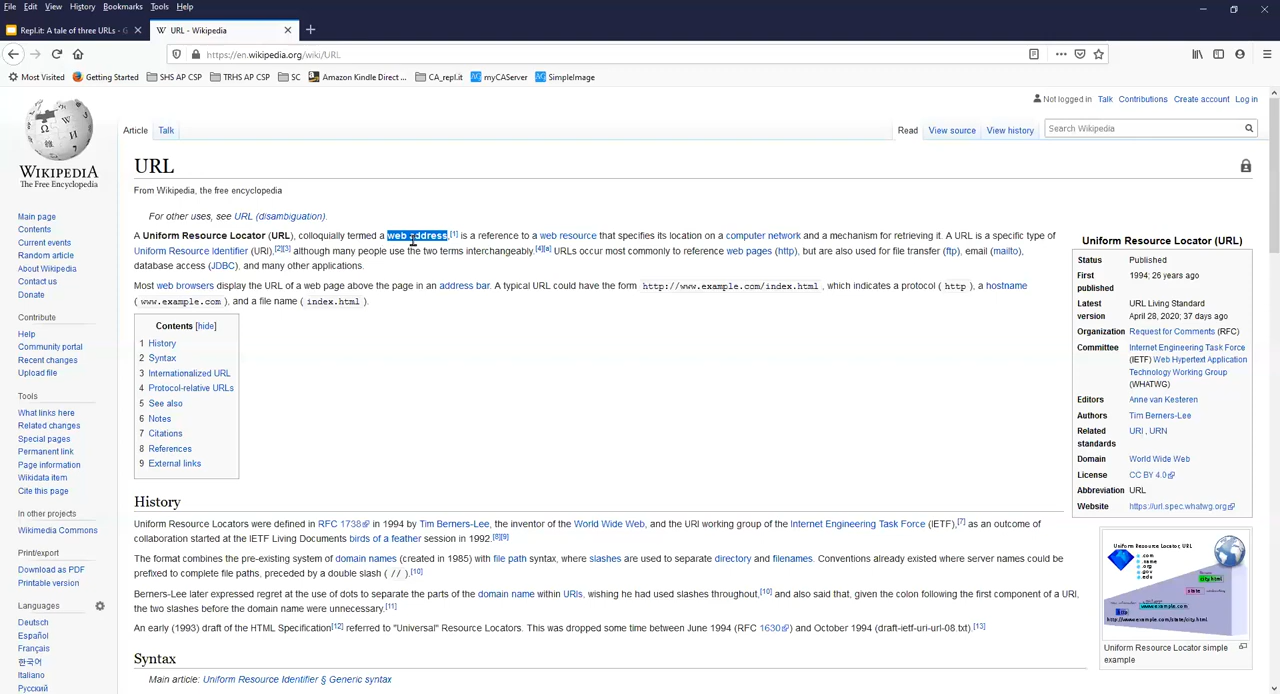 File Edit View History Bookmarks Tools Help
Repl.it: A tale of three URLs - G
URL - Wikipedia
https://en.wikipedia.org/wiki/URL
Most Visited Getting Started SHS AP CSP TRHS AP CSP SC Amazon Kindle Direct ... CA_repl.it myCAServer SimpleImage
Not logged in Talk Contributions Create account Log in
WIKIPEDIA
The Free Encyclopedia
Main page
Contents
Current events
Random article
About Wikipedia
Contact us
Donate
Contribute
Help
Community portal
Recent changes
Upload file
Tools
What links here
Related changes
Special pages
Permanent link
Page information
Wikidata item
Cite this page
In other projects
Wikimedia Commons
Print/export
Download as PDF
Printable version
Languages
Deutsch
Español
Français
한국어
Italiano
Русский
Article Talk
Read View source View history Search Wikipedia
URL
From Wikipedia, the free encyclopedia
For other uses, see URL (disambiguation).
A Uniform Resource Locator (URL), colloquially termed a web address,[1] is a reference to a web resource that specifies its location on a computer network and a mechanism for retrieving it. A URL is a specific type of
Uniform Resource Identifier (URI),[2][3] although many people use the two terms interchangeably.[4][a] URLs occur most commonly to reference web pages (http), but are also used for file transfer (ftp), email (mailto),
database access (JDBC), and many other applications.
Most web browsers display the URL of a web page above the page in an address bar. A typical URL could have the form http://www.example.com/index.html, which indicates a protocol (http), a hostname
(www.example.com), and a file name (index.html).
Contents [hide]
1 History
2 Syntax
3 Internationalized URL
4 Protocol-relative URLs
5 See also
6 Notes
7 Citations
8 References
9 External links
Uniform Resource Locator (URL)
Status Published
First published 1994; 26 years ago
Latest version URL Living Standard
April 28, 2020; 37 days ago
Organization Request for Comments (RFC)
Committee Internet Engineering Task Force
(IETF) Web Hypertext Application
Technology Working Group
(WHATWG)
Editors Anne van Kesteren
Authors Tim Berners-Lee
Related standards URI, URN
Domain World Wide Web
License CC BY 4.0
Abbreviation URL
Website https://url.spec.whatwg.org
Uniform Resource Locator, URL
.com
.org
.gov
.edu
city.html
state
www.example.com
http
http://www.example.com/state/city.html
Uniform Resource Locator simple
example
History
Uniform Resource Locators were defined in RFC 1738 in 1994 by Tim Berners-Lee, the inventor of the World Wide Web, and the URI working group of the Internet Engineering Task Force (IETF),[7] as an outcome of
collaboration started at the IETF Living Documents birds of a feather session in 1992.[8][9]
The format combines the pre-existing system of domain names (created in 1985) with file path syntax, where slashes are used to separate directory and filenames. Conventions already existed where server names could be
prefixed to complete file paths, preceded by a double slash (//).[10]
Berners-Lee later expressed regret at the use of dots to separate the parts of the domain name within URIs, wishing he had used slashes throughout,[10] and also said that, given the colon following the first component of a URI,
the two slashes before the domain name were unnecessary.[11]
An early (1993) draft of the HTML Specification[12] referred to "Universal" Resource Locators. This was dropped some time between June 1994 (RFC 1630) and October 1994 (draft-ietf-uri-url-08.txt).[13]
Syntax
Main article: Uniform Resource Identifier § Generic syntax